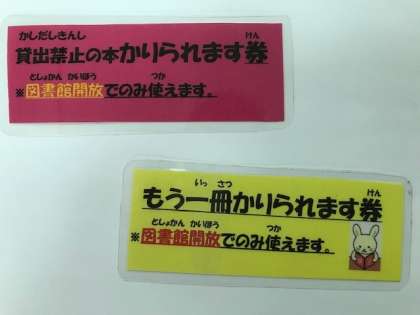 かしだしきんし けん
貸出禁止の本かりられます券
としょかん かいほう つか
※図書館開放でのみ使えます。
いっ さつ けん
もう一冊かりられます券
としょかん かいほう つか
※図書館開放でのみ使えます。